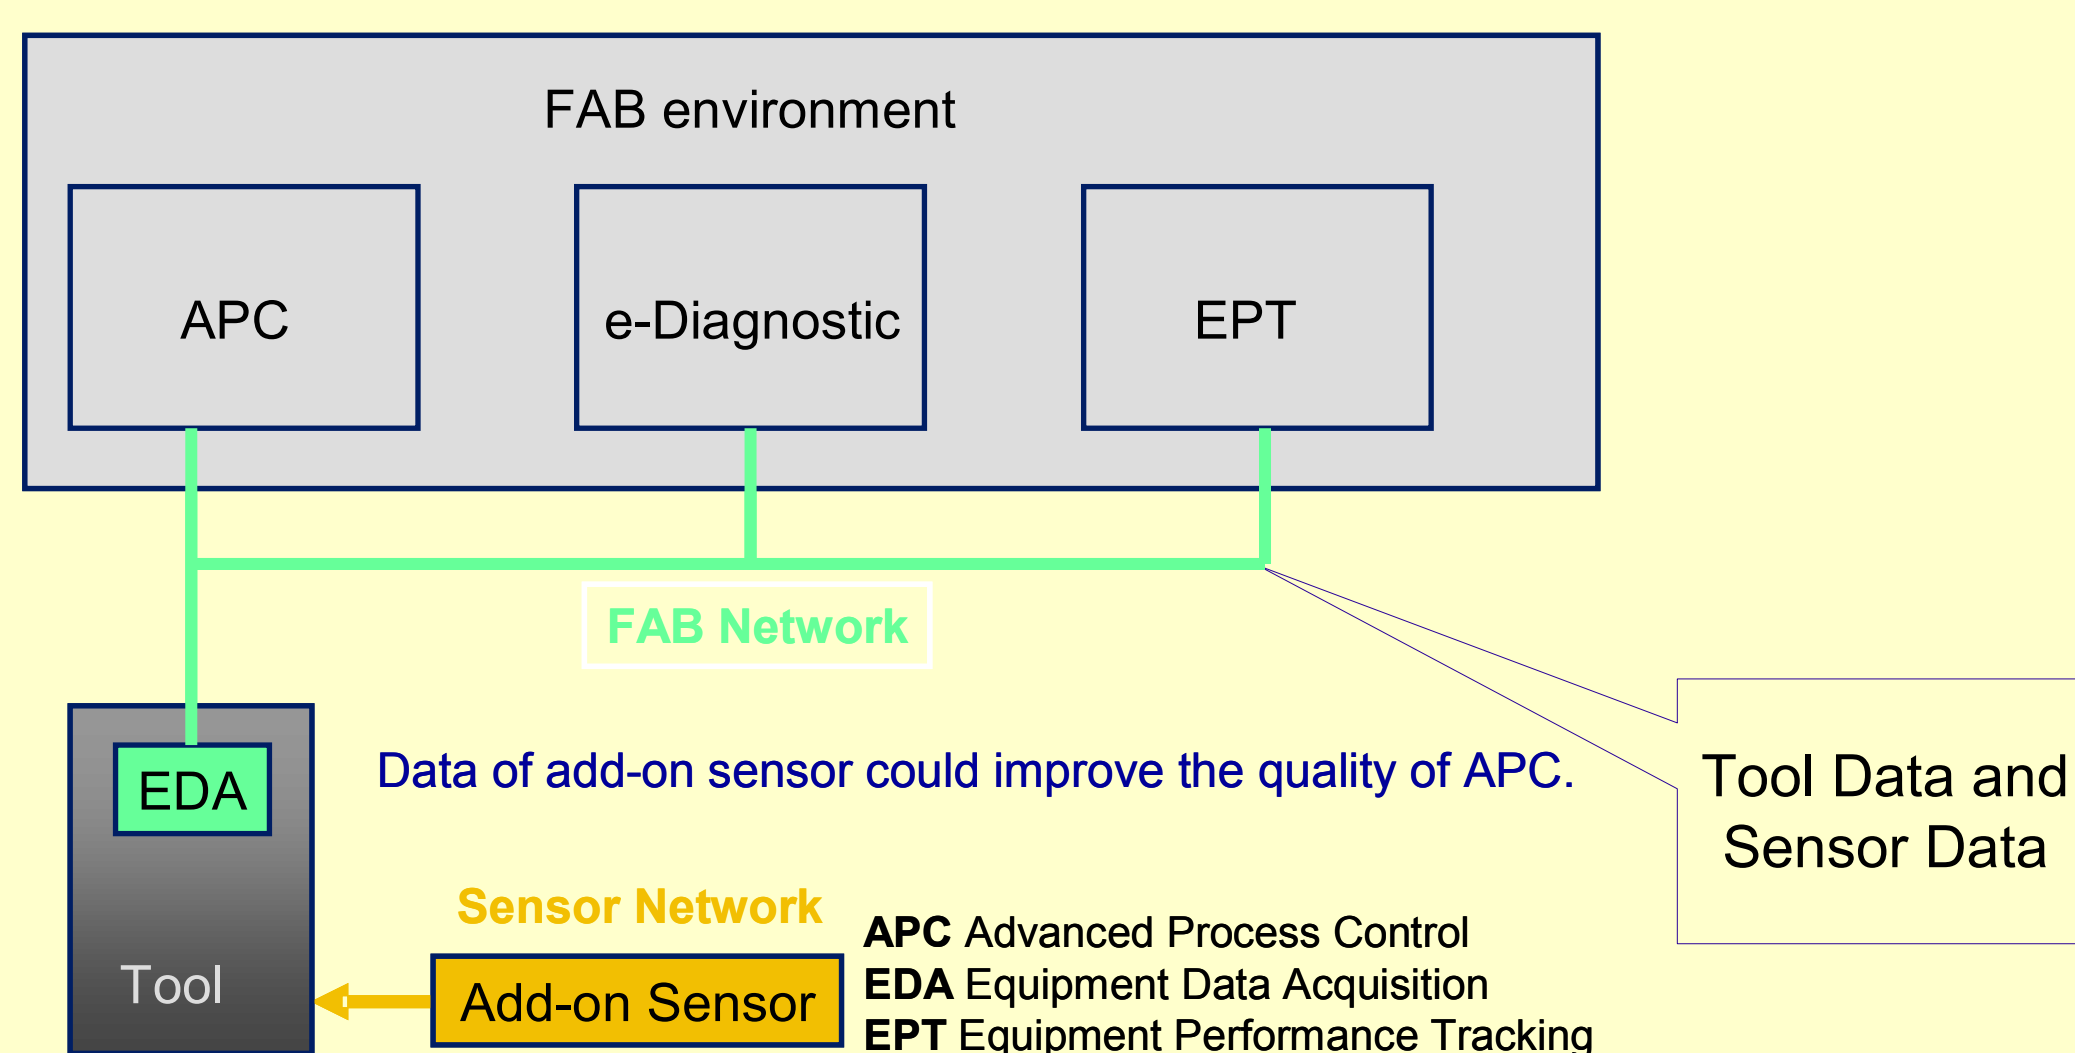 FAB environment
APC
e-Diagnostic
EPT
FAB Network
EDA
Data of add-on sensor could improve the quality of APC.
Tool Data and
Sensor Data
Sensor Network
Tool
Add-on Sensor
APC Advanced Process Control
EDA Equipment Data Acquisition
EPT Equipment Performance Tracking